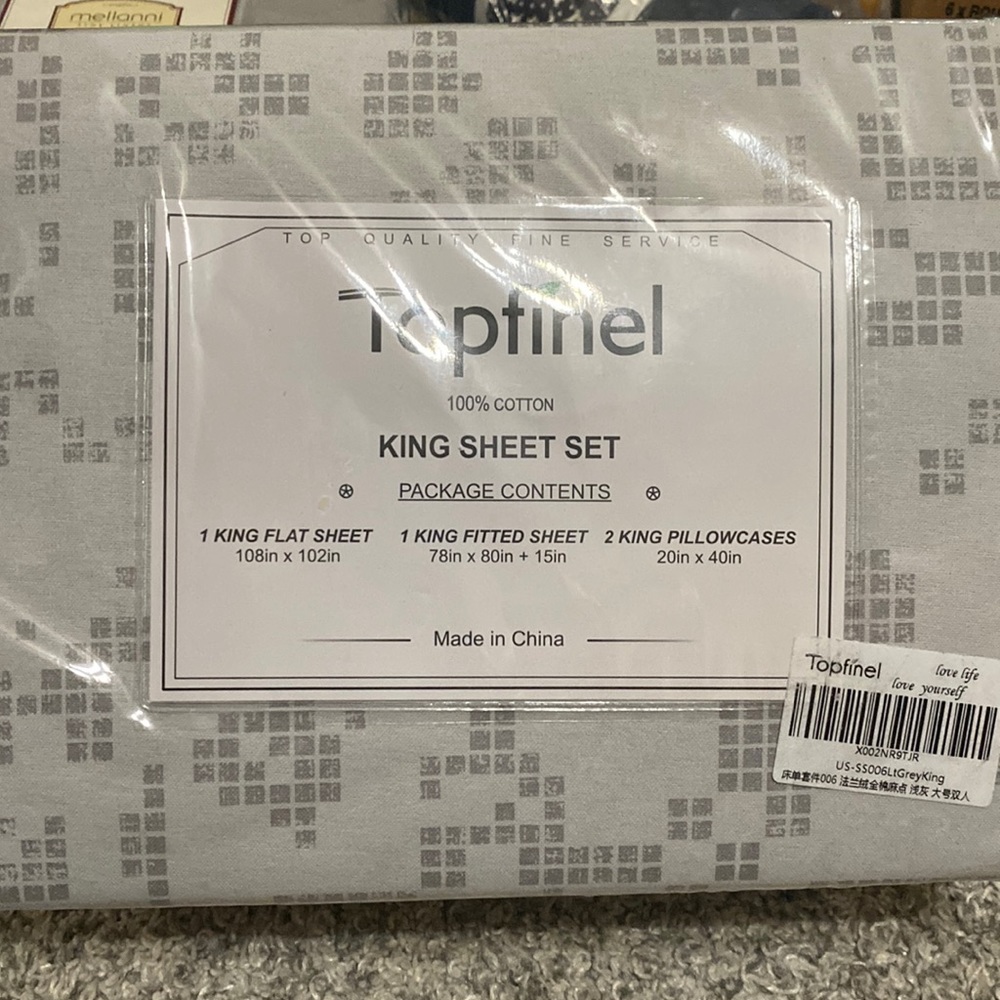 mellanni
6 x BOW
TOP QUALITY FINE SERVICE
Topfinel
100% COTTON
KING SHEET SET
PACKAGE CONTENTS
1 KING FLAT SHEET 1 KING FITTED SHEET 2 KING PILLOWCASES
108in x 102in 78in x 80in + 15in 20in x 40in
Made in China
Topfinel love life
love yourself
X002NR9TJR
US-SS006LtGreyKing
床单套件006 法兰绒全棉麻点 浅灰 大号双人